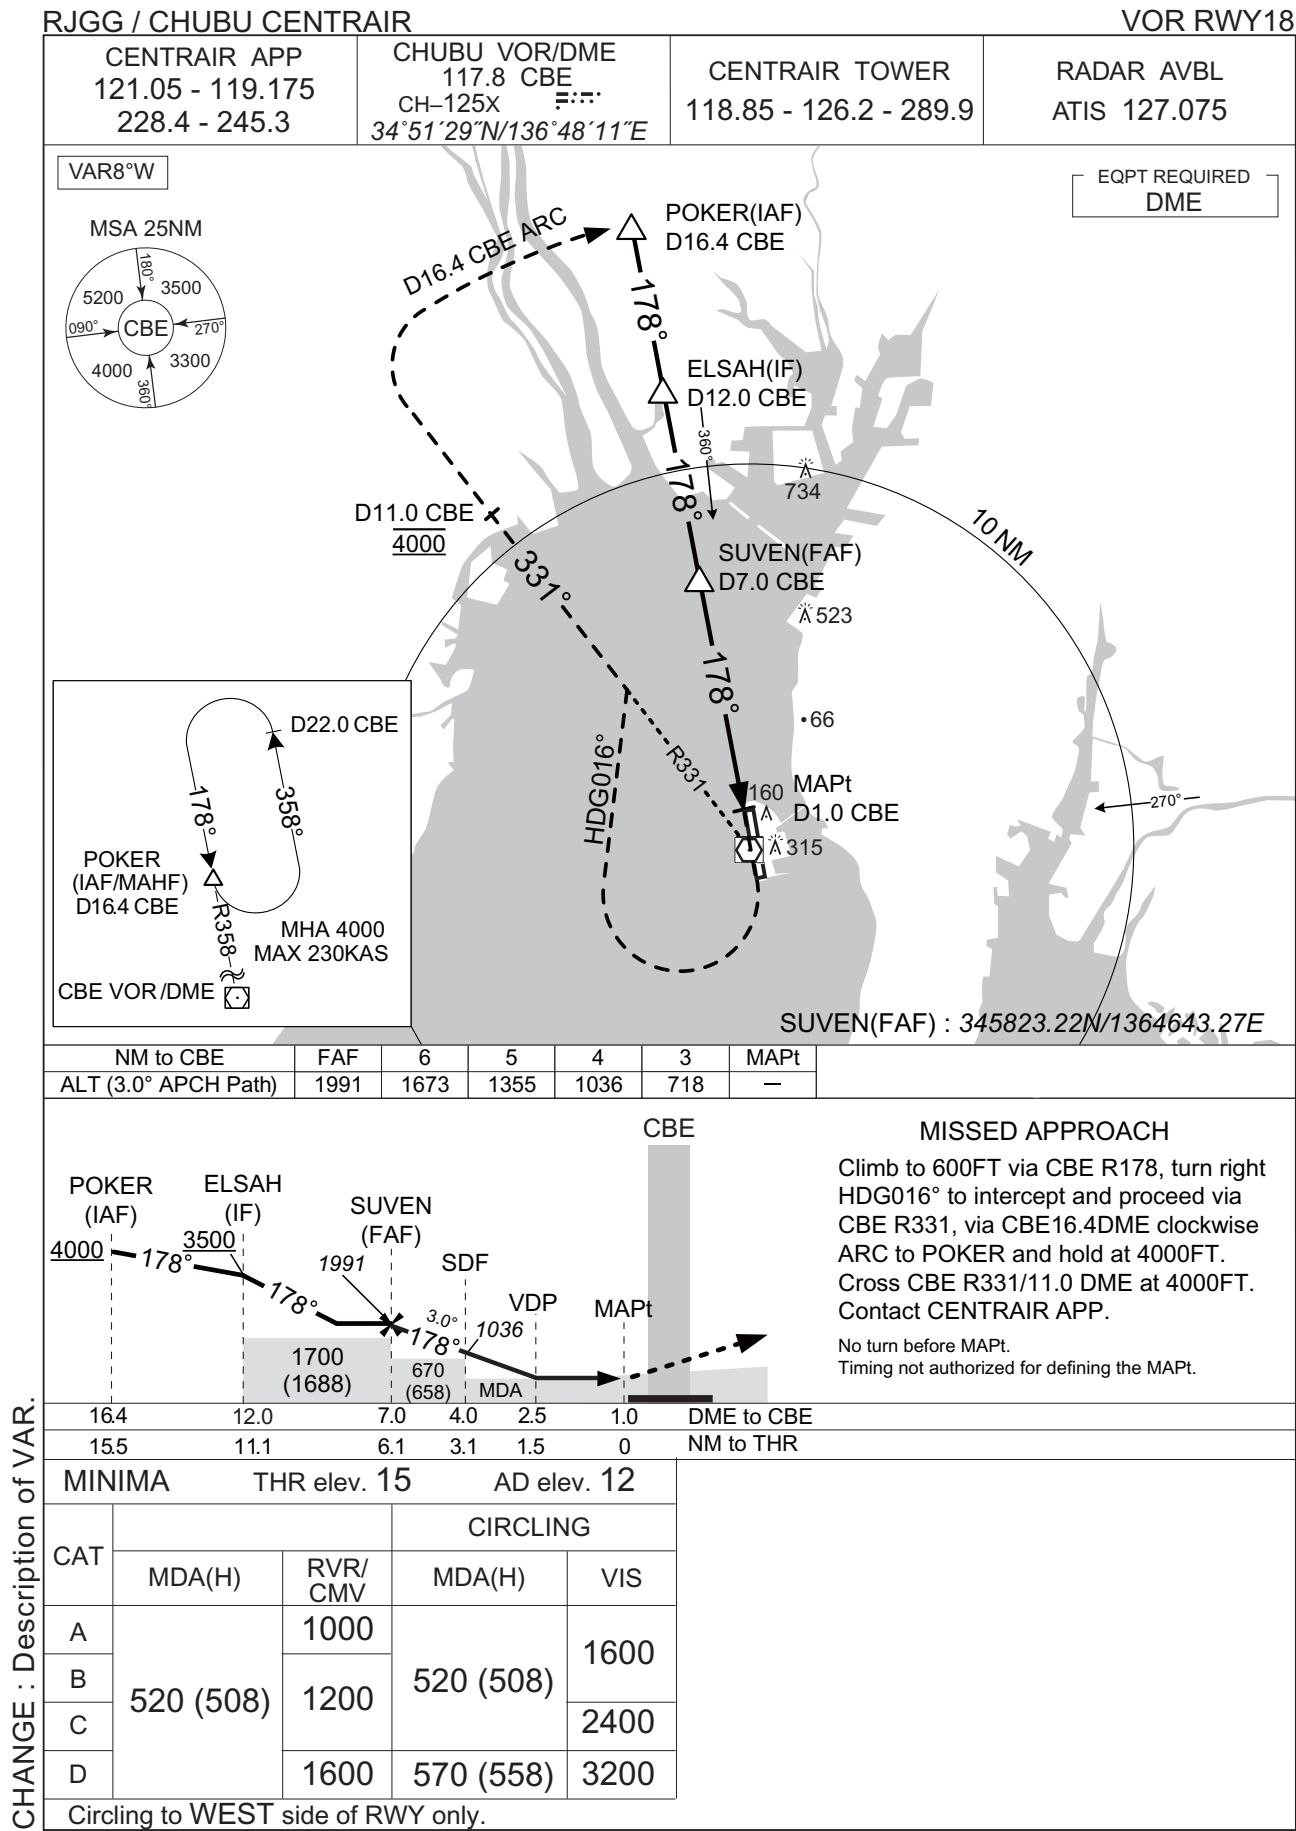 RJGG / CHUBU CENTRAIR
VOR RWY18
CENTRAIR APP
121.05 - 119.175
228.4 - 245.3
CHUBU VOR/DME
117.8 CBE
CH–125X
34°51´29˝N/136°48´11˝E
CENTRAIR TOWER
118.85 - 126.2 - 289.9
RADAR AVBL
ATIS 127.075
VAR8°W
EQPT REQUIRED
DME
MSA 25NM
180°
5200
3500
090°
CBE
270°
4000
3300
360°
D16.4 CBE ARC
POKER(IAF)
D16.4 CBE
178°
ELSAH(IF)
D12.0 CBE
360°
178°
734
D11.0 CBE
4000
10 NM
331°
SUVEN(FAF)
D7.0 CBE
523
178°
66
HDG016°
R331
160
MAPt
D1.0 CBE
315
270°
D22.0 CBE
178°
358°
POKER
(IAF/MAHF)
D16.4 CBE
R358
MHA 4000
MAX 230KAS
CBE VOR/DME
SUVEN(FAF) : 345823.22N/1364643.27E
NM to CBE FAF 6 5 4 3 MAPt
ALT (3.0° APCH Path) 1991 1673 1355 1036 718 —
CBE
POKER
(IAF)
ELSAH
(IF)
SUVEN
(FAF)
4000
178°
3500
1991
SDF
178°
VDP
MAPt
3.0°
178°
1036
1700
(1688)
670
(658)
MDA
16.4 12.0 7.0 4.0 2.5 1.0 DME to CBE
15.5 11.1 6.1 3.1 1.5 0 NM to THR
MISSED APPROACH
Climb to 600FT via CBE R178, turn right
HDG016° to intercept and proceed via
CBE R331, via CBE16.4DME clockwise
ARC to POKER and hold at 4000FT.
Cross CBE R331/11.0 DME at 4000FT.
Contact CENTRAIR APP.
No turn before MAPt.
Timing not authorized for defining the MAPt.
MINIMA THR elev. 15 AD elev. 12
CAT
CIRCLING
MDA(H)
RVR/
CMV
MDA(H)
VIS
A
B
C
D
520 (508)
1000
1200
1600
520 (508)
570 (558)
1600
2400
3200
Circling to WEST side of RWY only.
CHANGE : Description of VAR.